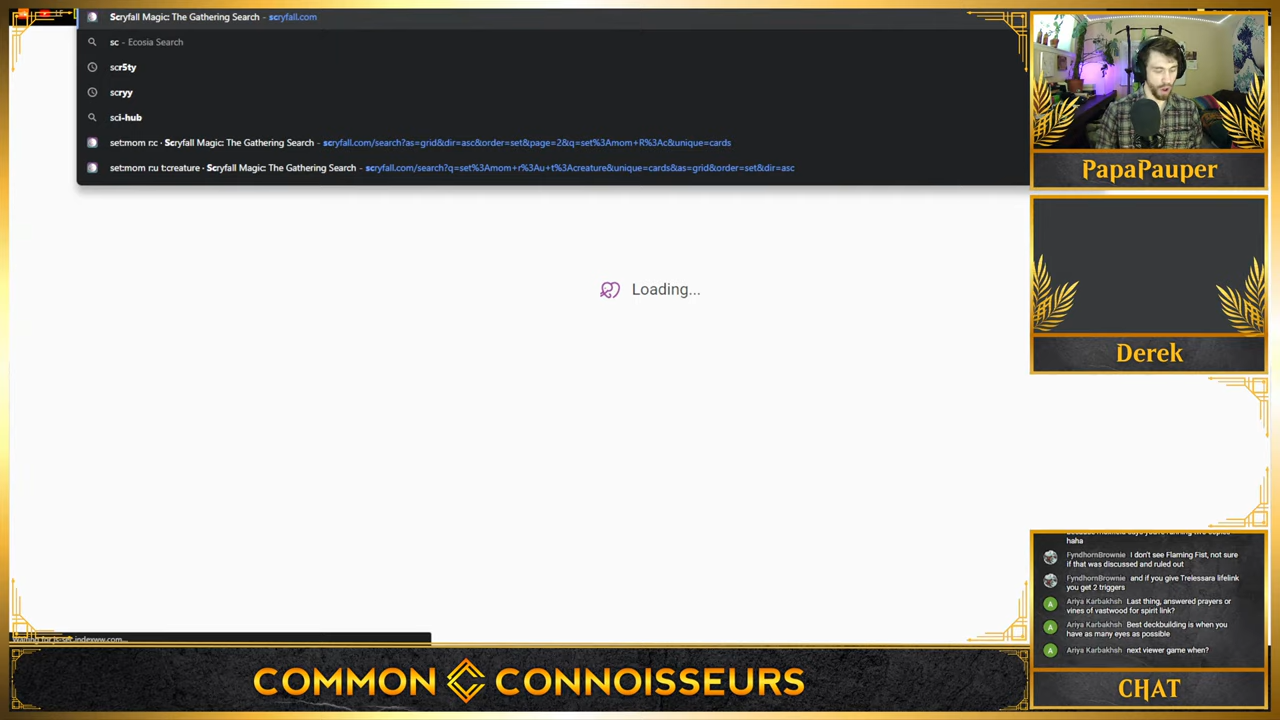 Scryfall Magic: The Gathering Search - scryfall.com
sc - Ecosia Search
scr5ty
scryy
sci-hub
set:mom r:c · Scryfall Magic: The Gathering Search - scryfall.com/search?as=grid&dir=asc&order=set&page=2&q=set%3Amom+R%3Ac&unique=cards
set:mom r:u t:creature · Scryfall Magic: The Gathering Search - scryfall.com/search?q=set%3Amom+r%3Au+t%3Acreature&unique=cards&as=grid&order=set&dir=asc
Loading...
PapaPauper
Derek
haha
FyndhornBrownie I don't see Flaming Fist, not sure
if that was discussed and ruled out
FyndhornBrownie and if you give Trelessara lifelink
you get 2 triggers
A Ariya Karbakhsh Last thing, answered prayers or
vines of vastwood for spirit link?
A Ariya Karbakhsh Best deckbuilding is when you
have as many eyes as possible
A Ariya Karbakhsh next viewer game when?
CHAT
COMMON CONNOISSEURS